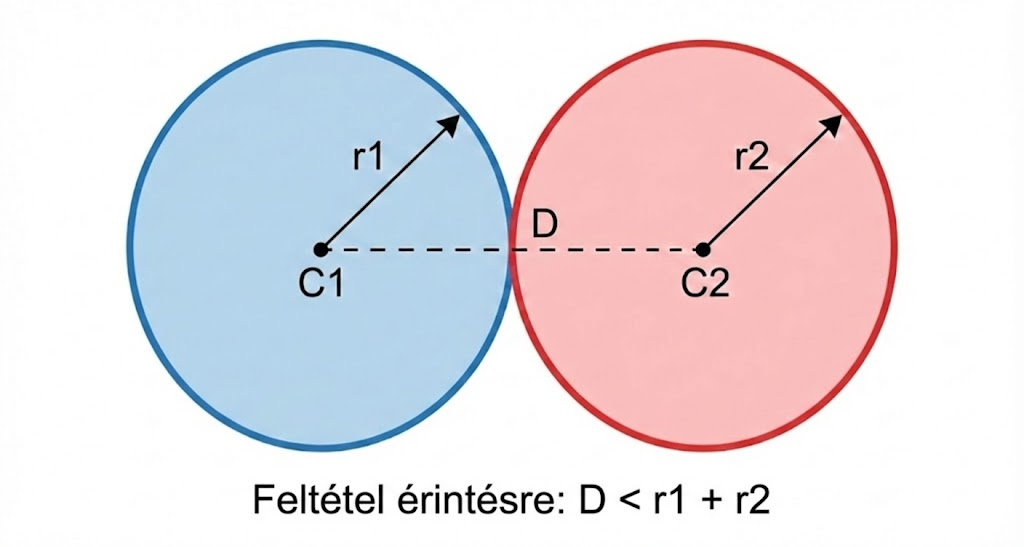 r1
r2
D
C1
C2
Feltétel érintésre: D < r1 + r2